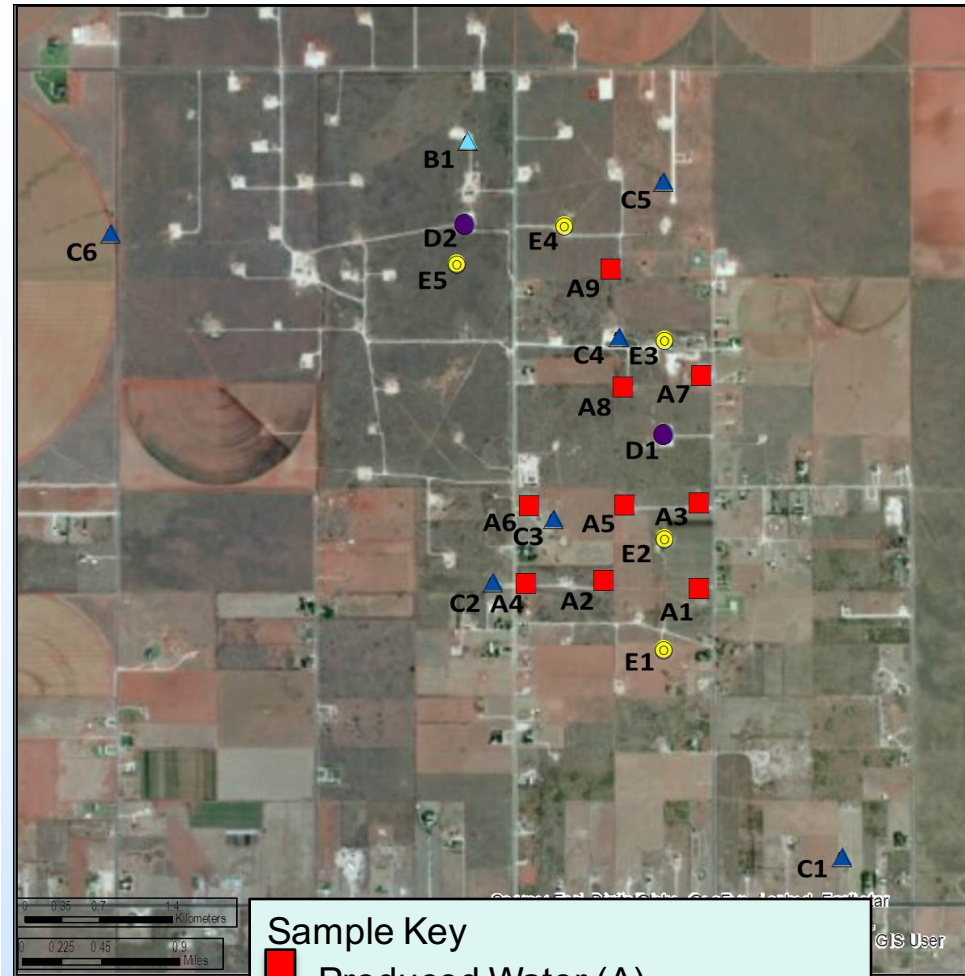 B1
C5
C6
D2
E4
E5
A9
C4
E3
A7
A8
D1
A6
A5
A3
C3
E2
C2
A4
A2
A1
E1
C1
0 0.35 0.7 1.4
Kilometers
0 0.225 0.45 0.9
Miles
GIS User
Sample Key
Produced Water (A)